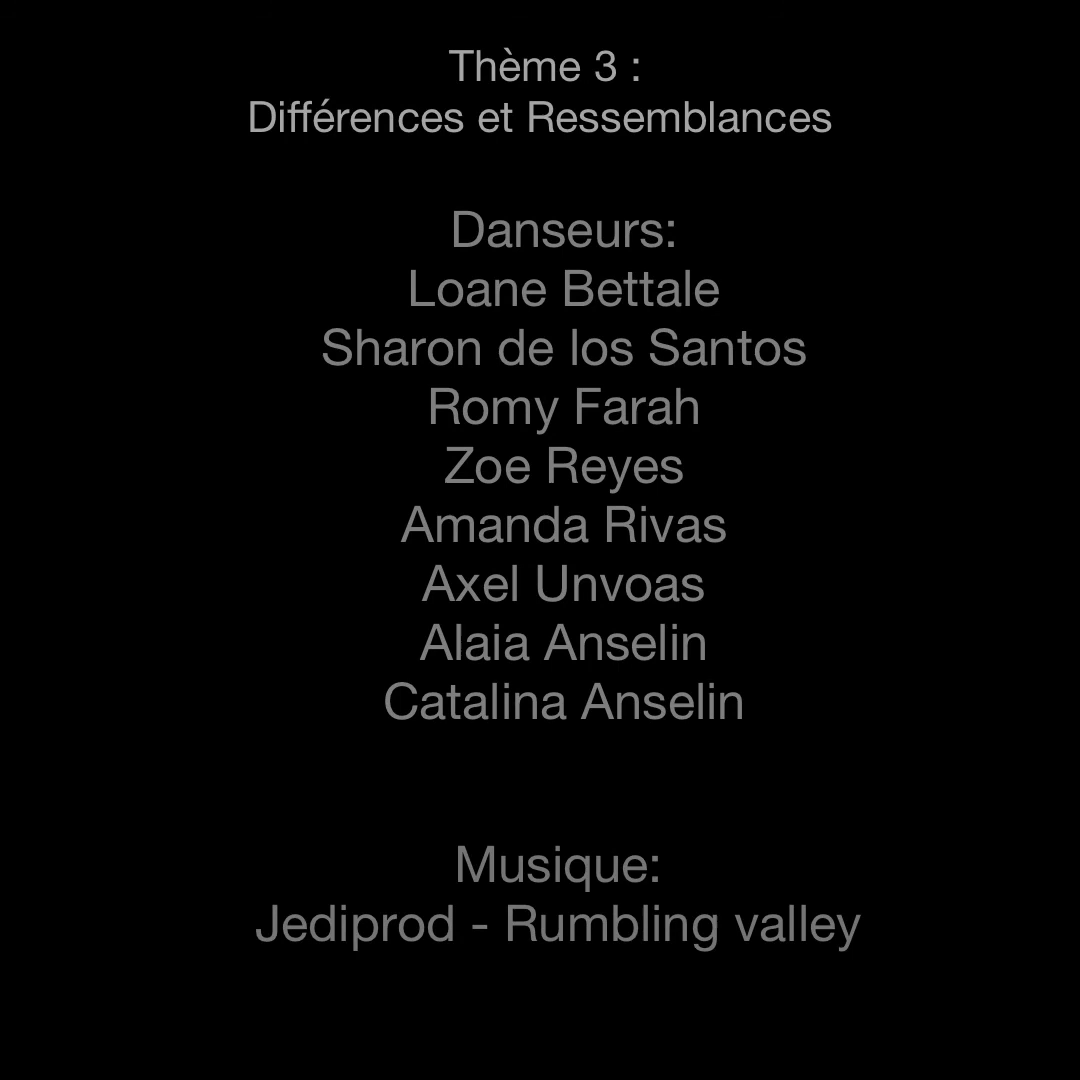 Thème 3 :
Différences et Ressemblances
Danseurs:
Loane Bettale
Sharon de los Santos
Romy Farah
Zoe Reyes
Amanda Rivas
Axel Unvoas
Alaia Anselin
Catalina Anselin
Musique:
Jediprod - Rumbling valley